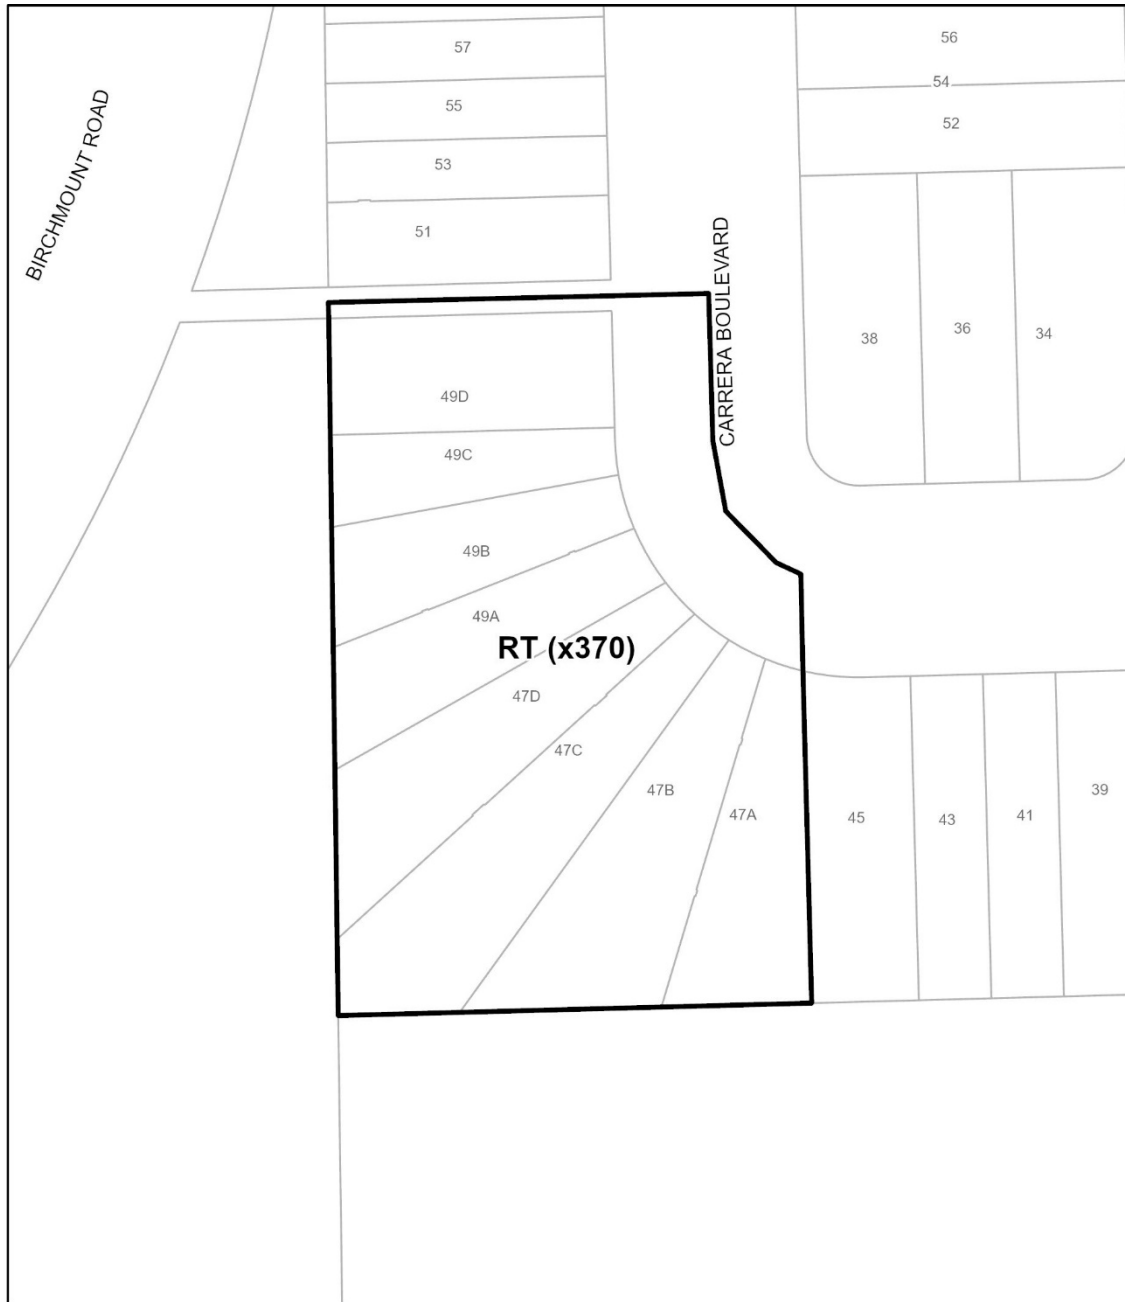 57
56
54
55
52
BIRCHMOUNT ROAD
53
51
CARRERA BOULEVARD
38
36
34
49D
49C
49B
49A
RT (x370)
47D
47C
47B
47A
45
43
41
39